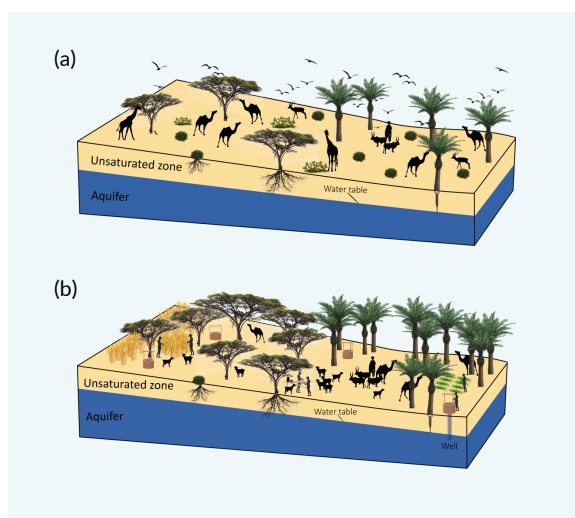 (a)
Unsaturated zone
Water table
Aquifer
(b)
Unsaturated zone
Water table
Aquifer
Well